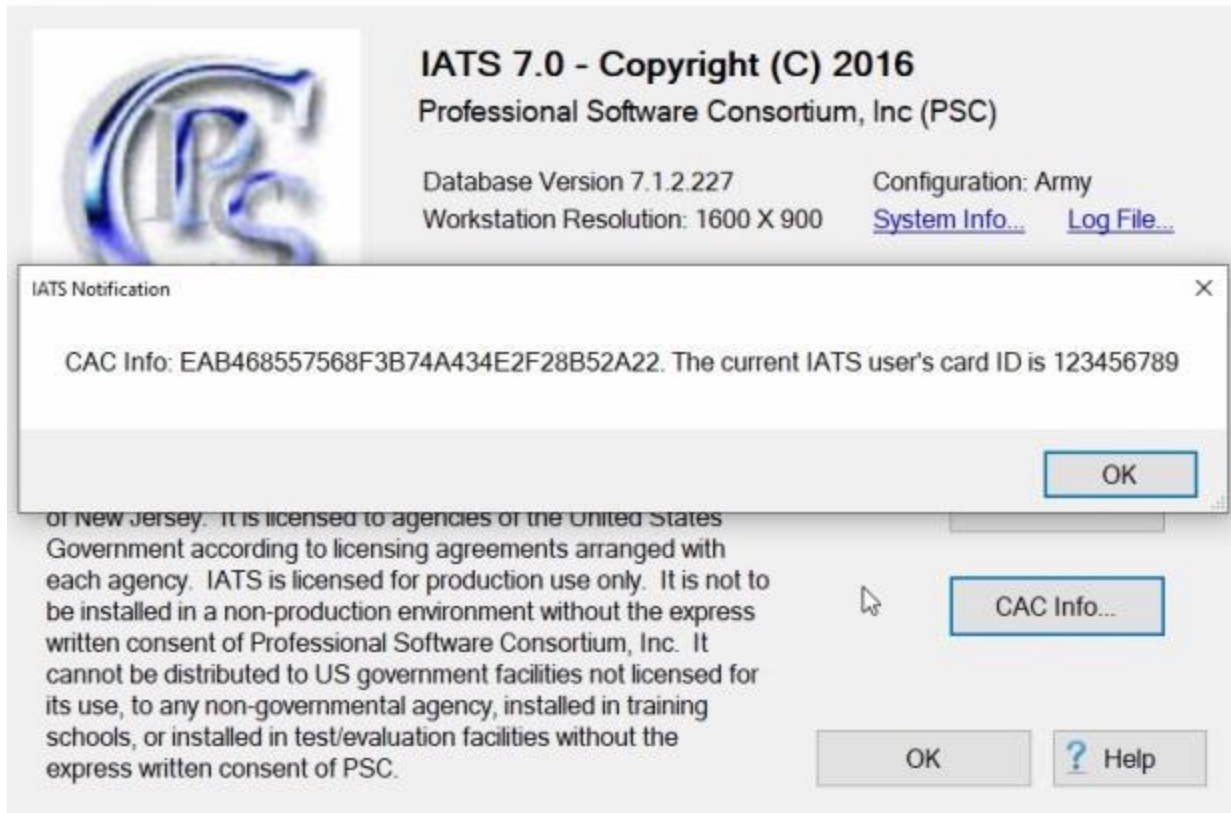 IATS 7.0 - Copyright (C) 2016
Professional Software Consortium, Inc (PSC)
Database Version 7.1.2.227
Configuration: Army
Workstation Resolution: 1600 X 900
System Info...
Log File...
CPS
IATS Notification
CAC Info: EAB468557568F3B74A434E2F28B52A22. The current IATS user's card ID is 123456789
OK
of New Jersey. It is licensed to agencies of the United States
Government according to licensing agreements arranged with
each agency. IATS is licensed for production use only. It is not to
be installed in a non-production environment without the express
written consent of Professional Software Consortium, Inc. It
cannot be distributed to US government facilities not licensed for
its use, to any non-governmental agency, installed in training
schools, or installed in test/evaluation facilities without the
express written consent of PSC.
CAC Info...
OK
? Help